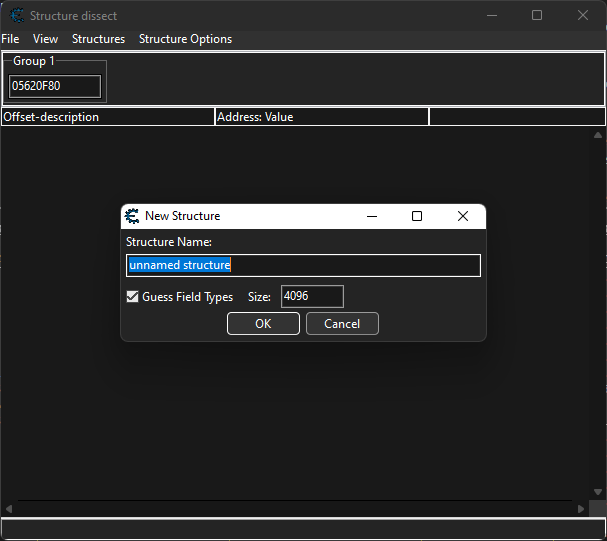 Structure dissect
File View Structures Structure Options
Group 1
05620F80
Offset-description Address: Value
New Structure
Structure Name:
unnamed structure
Guess Field Types Size: 4096
OK Cancel